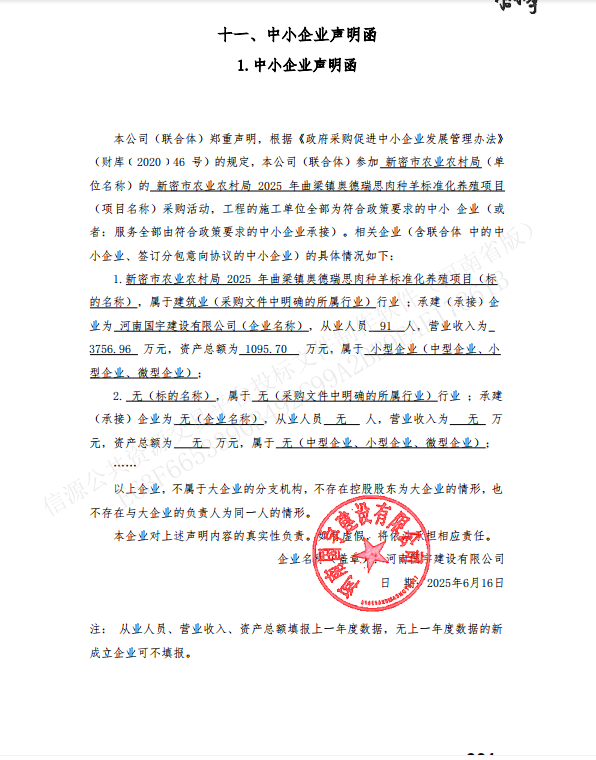 十一、中小企业声明函
1.中小企业声明函
本公司（联合体）郑重声明，根据《政府采购促进中小企业发展管理办法》
（财库﹝2020﹞46 号）的规定，本公司（联合体）参加 新密市农业农村局（单
位名称）的 新密市农业农村局 2025 年曲梁镇奥德瑞思肉种羊标准化养殖项目
（项目名称）采购活动，工程的施工单位全部为符合政策要求的中小 企业（或
者：服务全部由符合政策要求的中小企业承接）。相关企业（含联合体 中的中
小企业、签订分包意向协议的中小企业）的具体情况如下：
1.新密市农业农村局 2025 年曲梁镇奥德瑞思肉种羊标准化养殖项目（标
的名称），属于建筑业（采购文件中明确的所属行业）行业 ；承建（承接）企
业为 河南国宇建设有限公司（企业名称），从业人员 91 人，营业收入为
3756.96 万元，资产总额为 1095.70 万元，属于 小型企业（中型企业、小
型企业、微型企业）；
2. 无（标的名称），属于 无（采购文件中明确的所属行业）行业 ；承建
（承接）企业为 无（企业名称），从业人员 无 人，营业收入为 无 万
元，资产总额为 无 万元，属于 无（中型企业、小型企业、微型企业）；
……
以上企业，不属于大企业的分支机构，不存在控股股东为大企业的情形，也
不存在与大企业的负责人为同一人的情形。
本企业对上述声明内容的真实性负责。如有虚假，将依法承担相应责任。
企业名称（盖章）：河南国宇建设有限公司
日 期：2025年6月16日
河南国宇建设有限公司
注： 从业人员、营业收入、资产总额填报上一年度数据，无上一年度数据的新
成立企业可不填报。